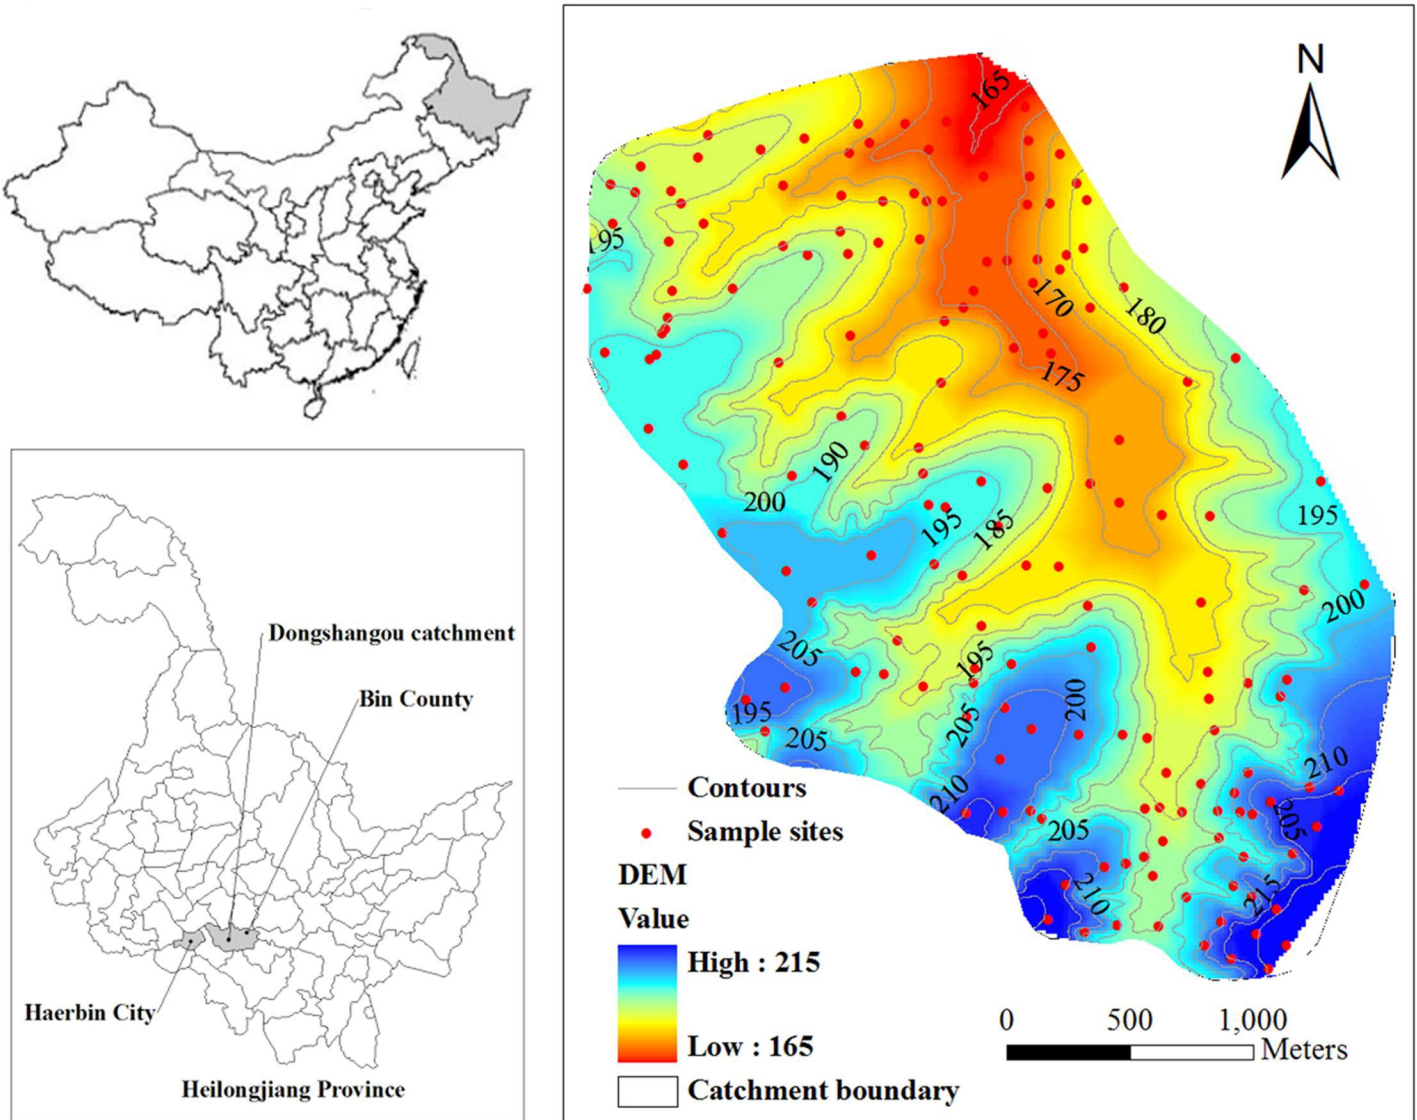 Dongshangou catchment
Bin County
Haerbin City
Heilongjiang Province
N
165
195
170
180
175
190
200
195
185
195
200
205
195
195
205
205
200
210
210
205
205
210
215
Contours
Sample sites
DEM
Value
High : 215
Low : 165
Catchment boundary
0 500 1,000
Meters